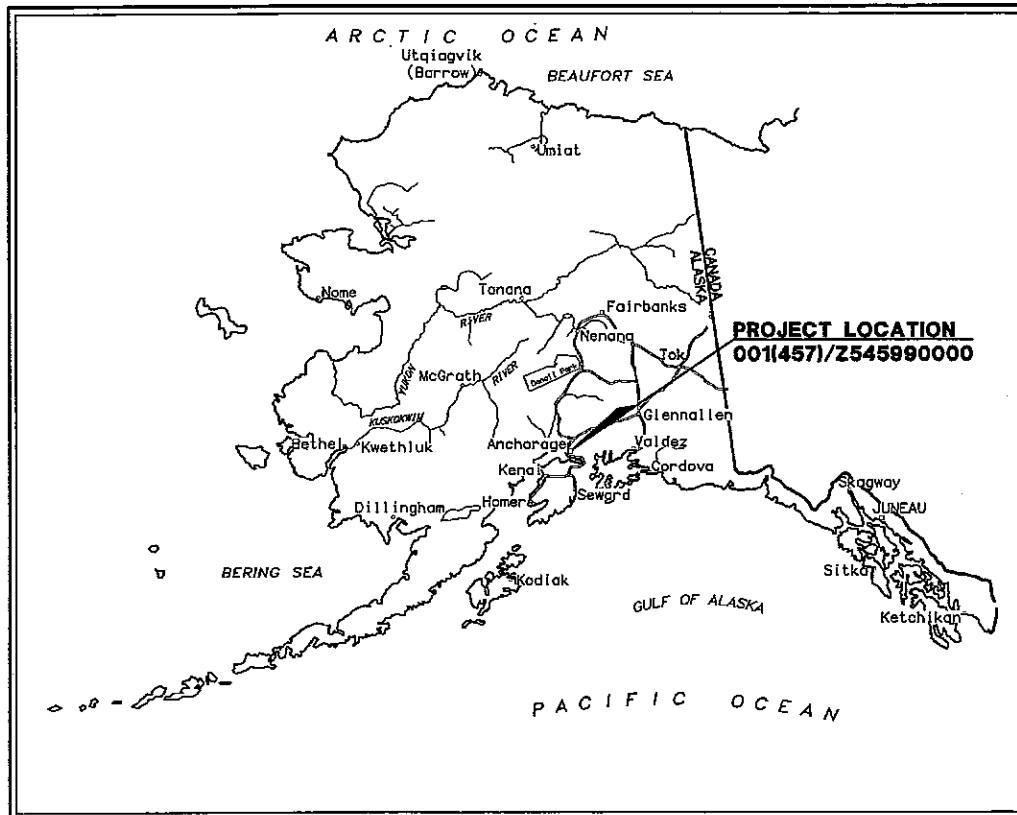 ARCTIC OCEAN
Utqiagvik
(Barrow)
BEAUFORT SEA
Umiat
CANADA
ALASKA
Nome
Tanana
Fairbanks
RIVER
Nenana
PROJECT LOCATION
001(457)/Z545990000
Tok
YUKON
McGrath
RIVER
Denali Park
KUSKOKWIM
Glennallen
Bethel
Kwethluk
Anchorage
Valdez
Kenai
Cordova
Skagway
Dillingham
Homer
Seward
JUNEAU
BERING SEA
Kodiak
Sitka
GULF OF ALASKA
Ketchikan
PACIFIC OCEAN